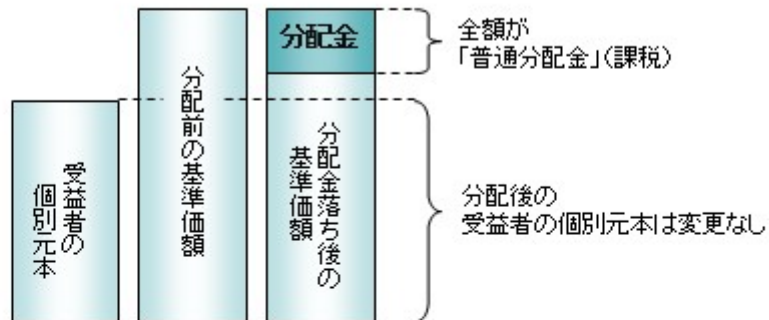 受益者の
個別元本
分配前の基準価額
分配金
分配金落ち後の
基準価額
全額が
「普通分配金」(課税)
分配後の
受益者の個別元本は変更なし